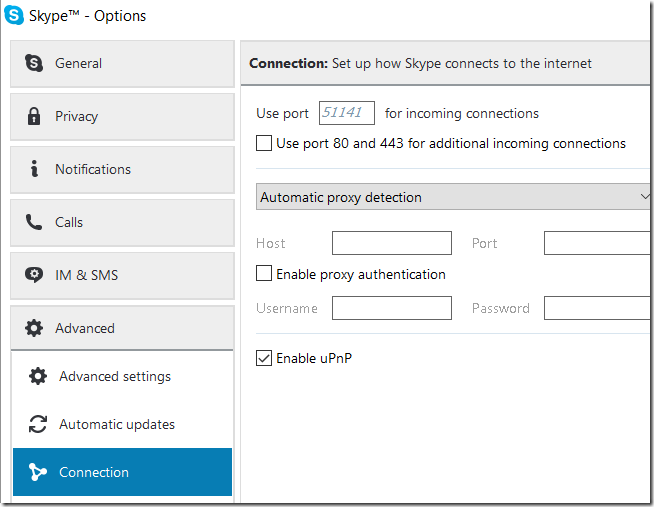 Skype™ - Options
General
Privacy
Notifications
Calls
IM & SMS
Advanced
Advanced settings
Automatic updates
Connection
Connection: Set up how Skype connects to the internet
Use port 51141 for incoming connections
Use port 80 and 443 for additional incoming connections
Automatic proxy detection
Host Port
Enable proxy authentication
Username Password
Enable uPnP